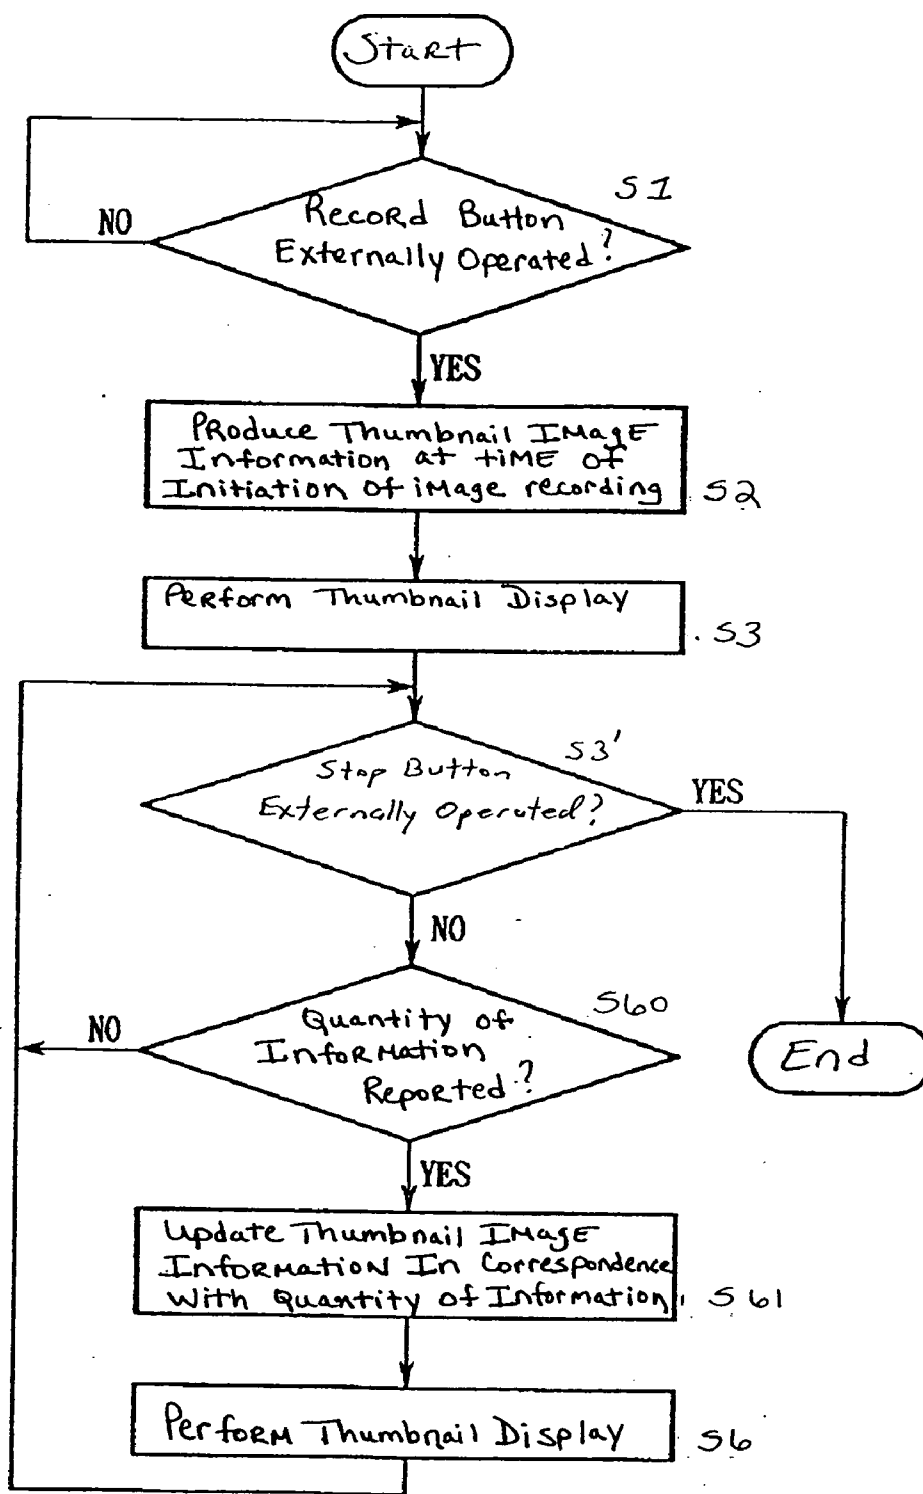 Start
S1
Record Button
Externally Operated?
NO
YES
Produce Thumbnail Image
Information at time of
Initiation of image recording
S2
Perform Thumbnail Display
S3
S3'
Stop Button
Externally Operated?
YES
NO
S60
Quantity of
Information
Reported?
NO
End
YES
Update Thumbnail Image
Information In Correspondence
With Quantity of Information
S61
Perform Thumbnail Display
S6